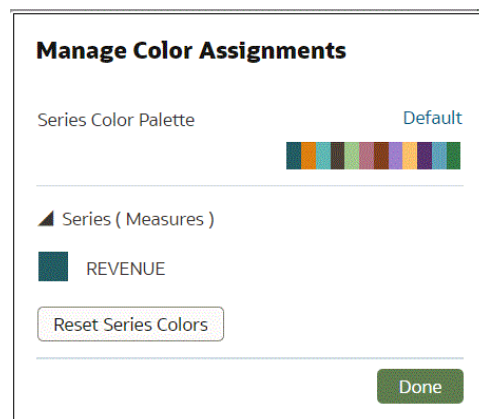 Manage Color Assignments
Series Color Palette
Default
Series ( Measures )
REVENUE
Reset Series Colors
Done